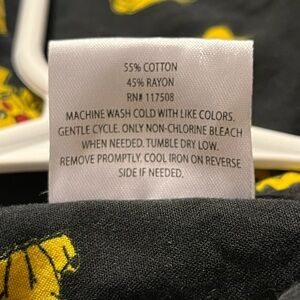 55% COTTON
45% RAYON
RN# 117508
MACHINE WASH COLD WITH LIKE COLORS.
GENTLE CYCLE. ONLY NON-CHLORINE BLEACH
WHEN NEEDED. TUMBLE DRY LOW.
REMOVE PROMPTLY. COOL IRON ON REVERSE
SIDE IF NEEDED.